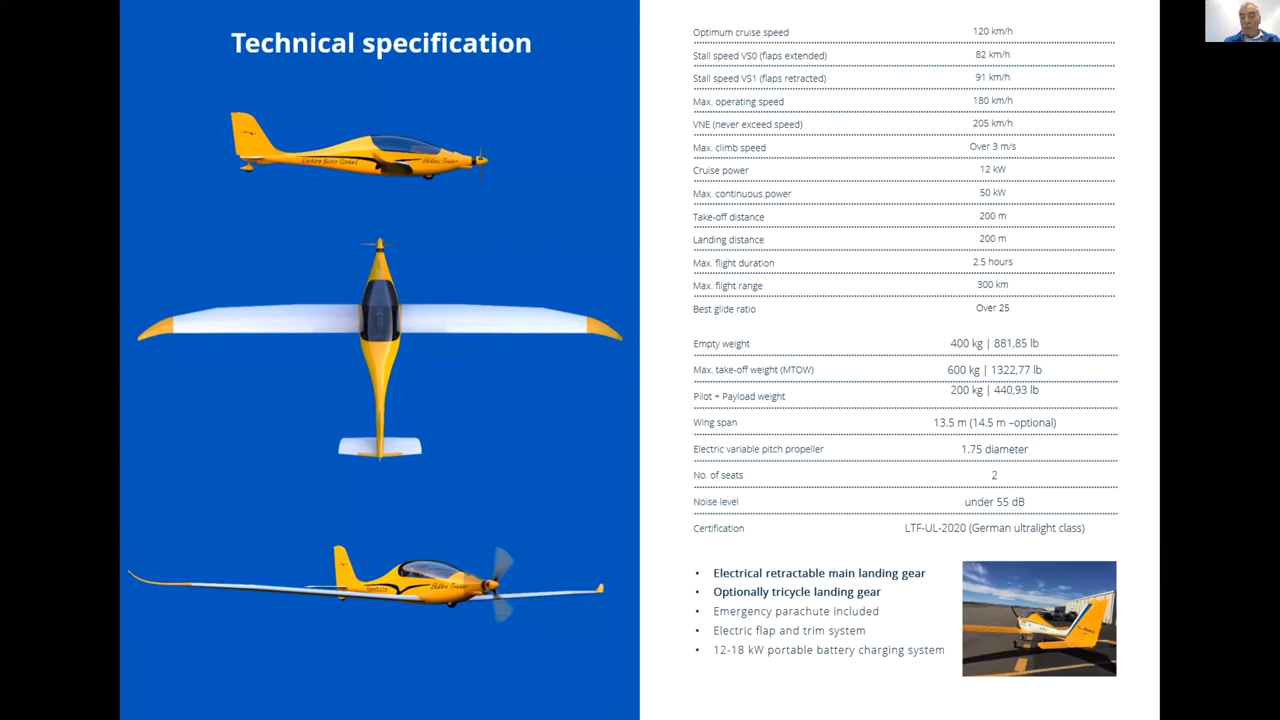 Technical specification
Elektra Solar GmbH
Elektra Trainer
Elektra Trainer
Optimum cruise speed 120 km/h
Stall speed VS0 (flaps extended) 82 km/h
Stall speed VS1 (flaps retracted) 91 km/h
Max. operating speed 180 km/h
VNE (never exceed speed) 205 km/h
Max. climb speed Over 3 m/s
Cruise power 12 kW
Max. continuous power 50 kW
Take-off distance 200 m
Landing distance 200 m
Max. flight duration 2.5 hours
Max. flight range 300 km
Best glide ratio Over 25
Empty weight 400 kg | 881,85 lb
Max. take-off weight (MTOW) 600 kg | 1322,77 lb
Pilot + Payload weight 200 kg | 440,93 lb
Wing span 13.5 m (14.5 m –optional)
Electric variable pitch propeller 1.75 diameter
No. of seats 2
Noise level under 55 dB
Certification LTF-UL-2020 (German ultralight class)
• Electrical retractable main landing gear
• Optionally tricycle landing gear
• Emergency parachute included
• Electric flap and trim system
• 12-18 kW portable battery charging system